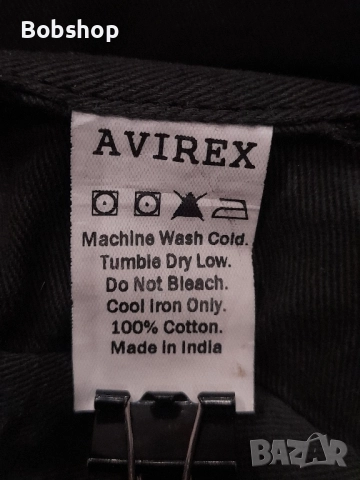 Bobshop
AVIREX
Machine Wash Cold.
Tumble Dry Low.
Do Not Bleach.
Cool Iron Only.
100% Cotton.
Made in India
BAZAR